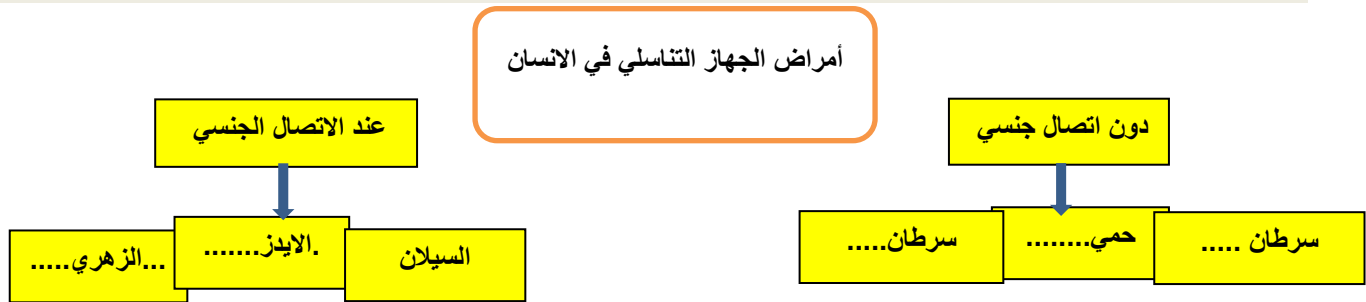 أمراض الجهاز التناسلي في الانسان
دون اتصال جنسي
عند الاتصال الجنسي
سرطان .....
حمي........
سرطان.....
السيلان
.الايدز.......
...الزهري.....